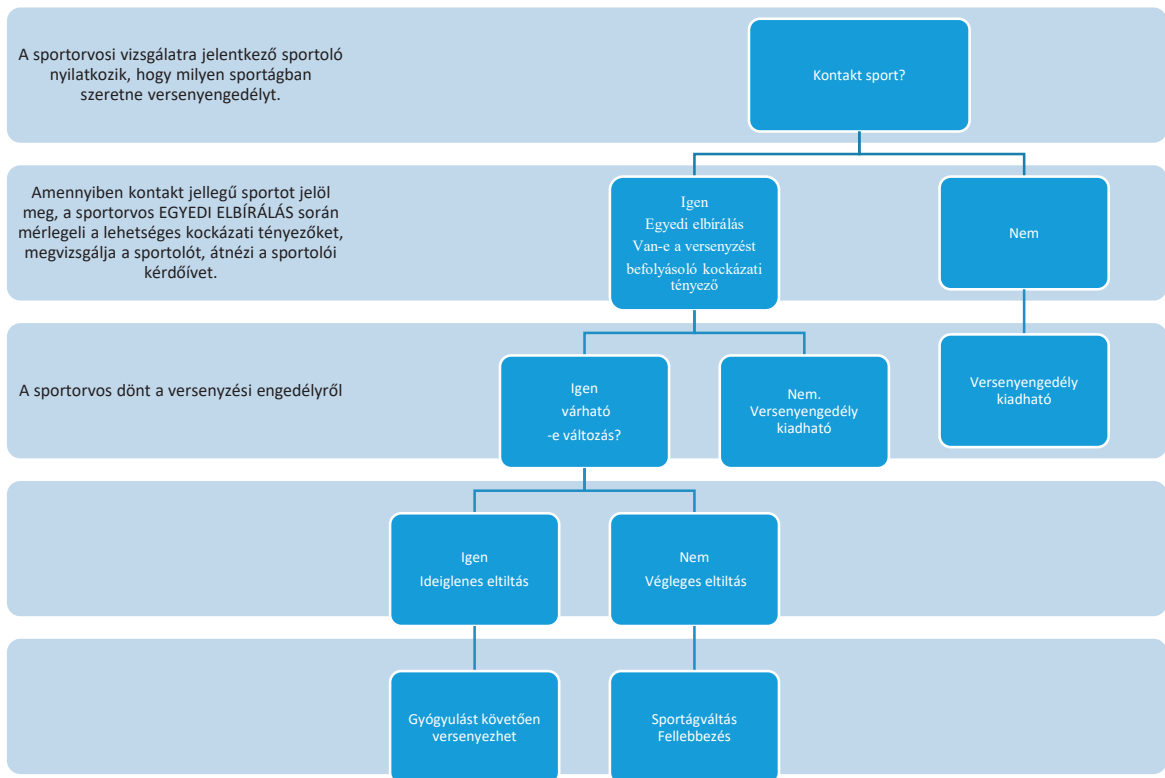 A sportorvosi vizsgálatra jelentkező sportoló
nyilatkozik, hogy milyen sportágban
szeretne versenyengedélyt.
Kontakt sport?
Amennyiben kontakt jellegű sportot jelöl
meg, a sportorvos EGYEDI ELBÍRÁLÁS során
mérlegeli a lehetséges kockázati tényezőket,
megvizsgálja a sportolót, átnézi a sportolói
kérdőívet.
Igen
Egyedi elbírálás
Van-e a versenyzést
befolyásoló kockázati
tényező
Nem
A sportorvos dönt a versenyzési engedélyről
Igen
várható
-e változás?
Nem.
Versenyengedély
kiadható
Versenyengedély
kiadható
Igen
Ideiglenes eltiltás
Nem
Végleges eltiltás
Gyógyulást követően
versenyezhet
Sportágváltás
Fellebbezés